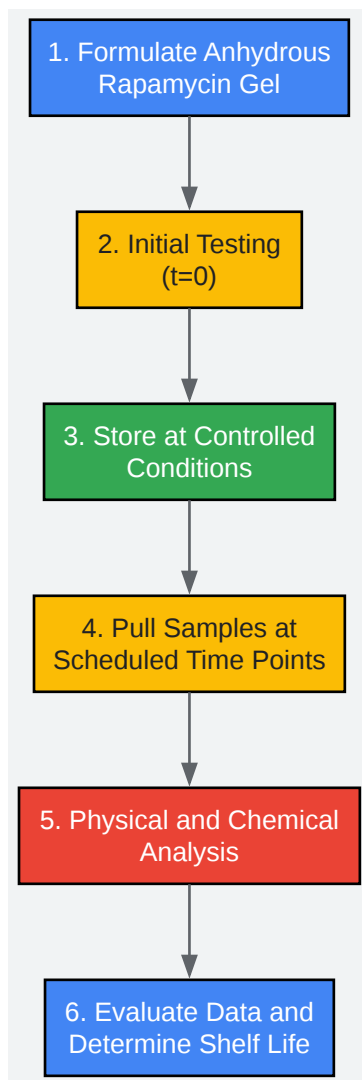 1. Formulate Anhydrous
Rapamycin Gel
2. Initial Testing
(t=0)
3. Store at Controlled
Conditions
4. Pull Samples at
Scheduled Time Points
5. Physical and Chemical
Analysis
6. Evaluate Data and
Determine Shelf Life